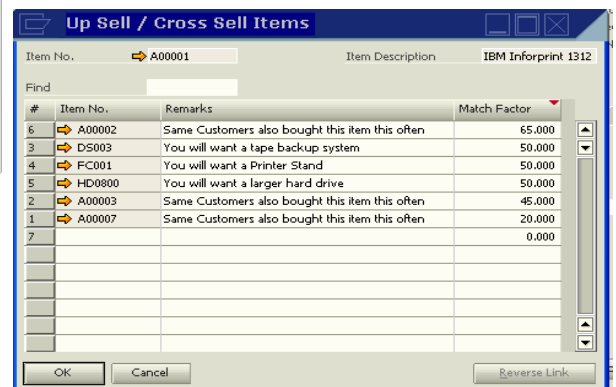 Up Sell / Cross Sell Items
Item No. A00001 Item Description IBM Inforprint 1312
Find
# Item No. Remarks Match Factor
6 A00002 Same Customers also bought this item this often 65.000
3 DS003 You will want a tape backup system 50.000
4 FC001 You will want a Printer Stand 50.000
5 HD0800 You will want a larger hard drive 50.000
2 A00003 Same Customers also bought this item this often 45.000
1 A00007 Same Customers also bought this item this often 20.000
7 0.000
OK Cancel Reverse Link